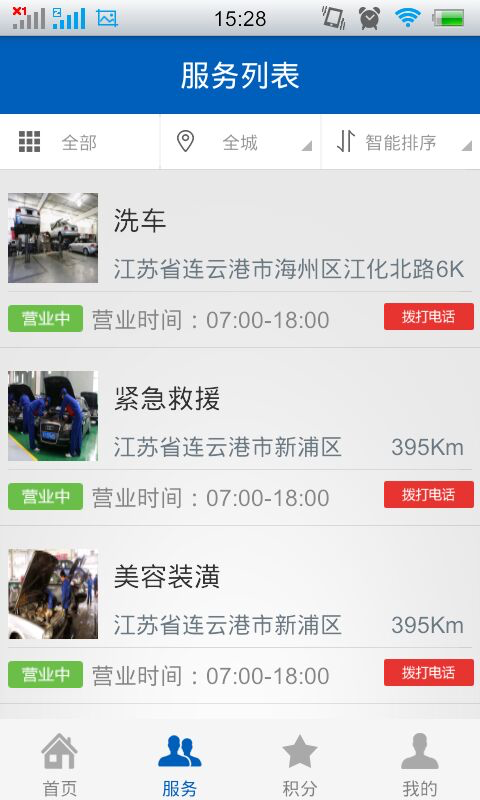 15:28
服务列表
全部
全城
智能排序
洗车
江苏省连云港市海州区江化北路6K
营业中 营业时间：07:00-18:00 拨打电话
紧急救援
江苏省连云港市新浦区 395Km
营业中 营业时间：07:00-18:00 拨打电话
美容装潢
江苏省连云港市新浦区 395Km
营业中 营业时间：07:00-18:00 拨打电话
首页
服务
积分
我的